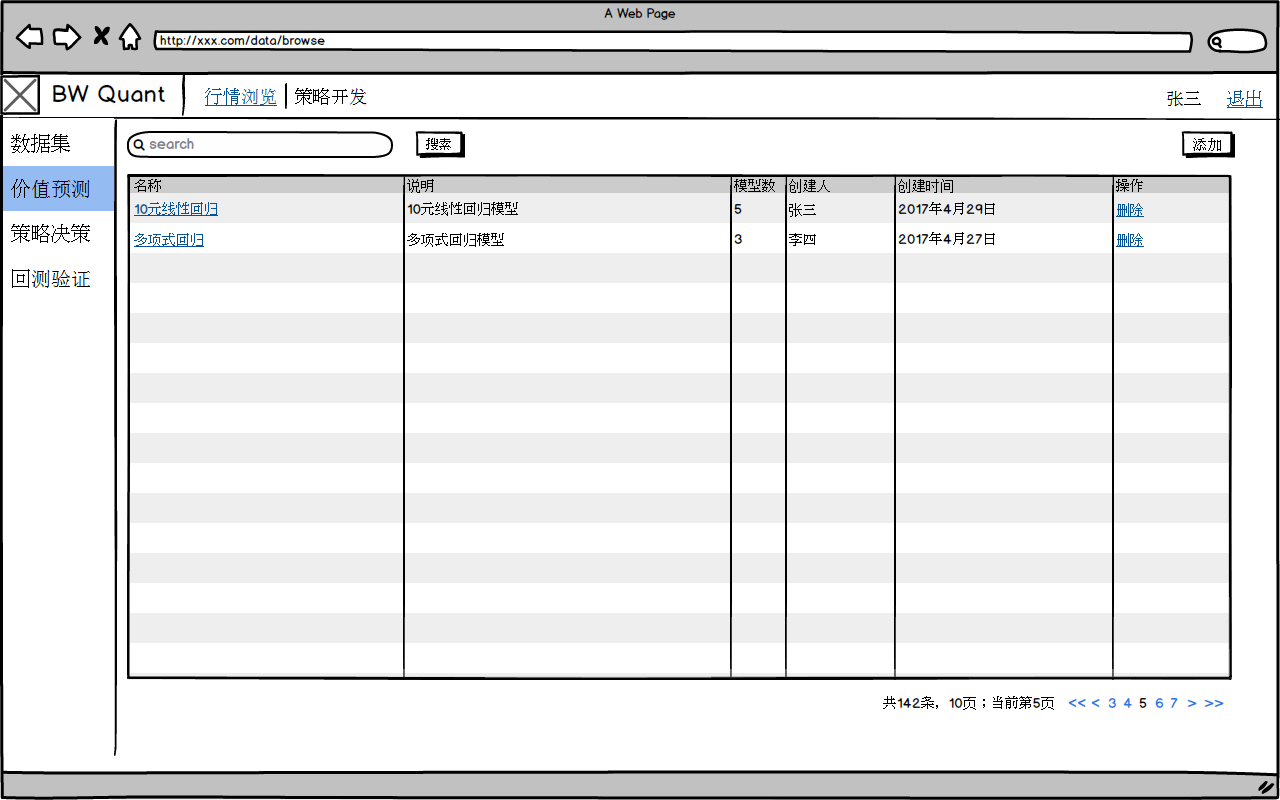 A Web Page
http://xxx.com/data/browse
BW Quant 行情浏览 策略开发 张三 退出
数据集
价值预测
策略决策
回测验证
search 搜索 添加
名称 说明 模型数 创建人 创建时间 操作
10元线性回归 10元线性回归模型 5 张三 2017年4月29日 删除
多项式回归 多项式回归模型 3 李四 2017年4月27日 删除
共142条，10页；当前第5页 << < 3 4 5 6 7 > >>